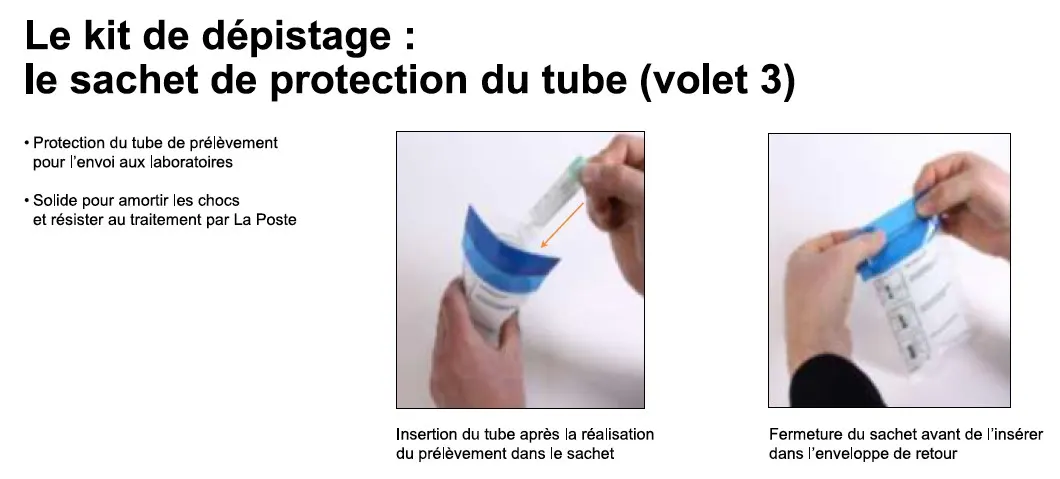 Le kit de dépistage :
le sachet de protection du tube (volet 3)
• Protection du tube de prélèvement
pour l'envoi aux laboratoires
• Solide pour amortir les chocs
et résister au traitement par La Poste
Insertion du tube après la réalisation
du prélèvement dans le sachet
Fermeture du sachet avant de l'insérer
dans l'enveloppe de retour